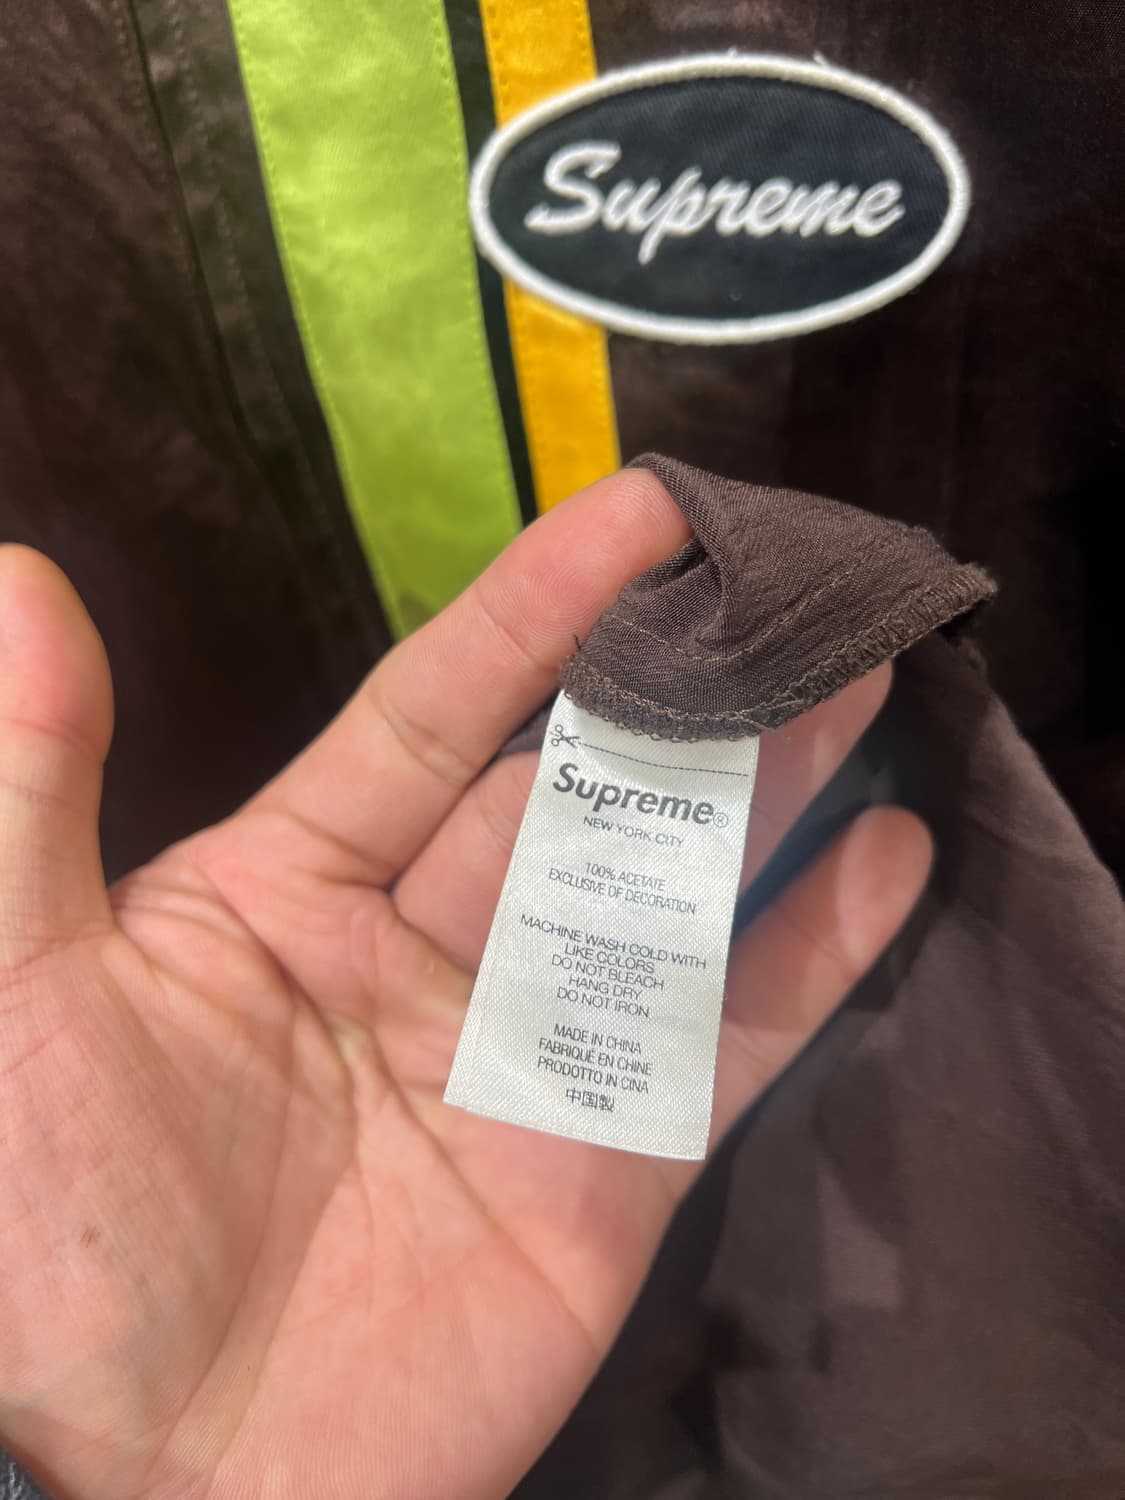 Supreme
Supreme®
NEW YORK CITY
100% ACETATE
EXCLUSIVE OF DECORATION
MACHINE WASH COLD WITH
LIKE COLORS
DO NOT BLEACH
HANG DRY
DO NOT IRON
MADE IN CHINA
FABRIQUÉ EN CHINE
PRODOTTO IN CINA
中国製